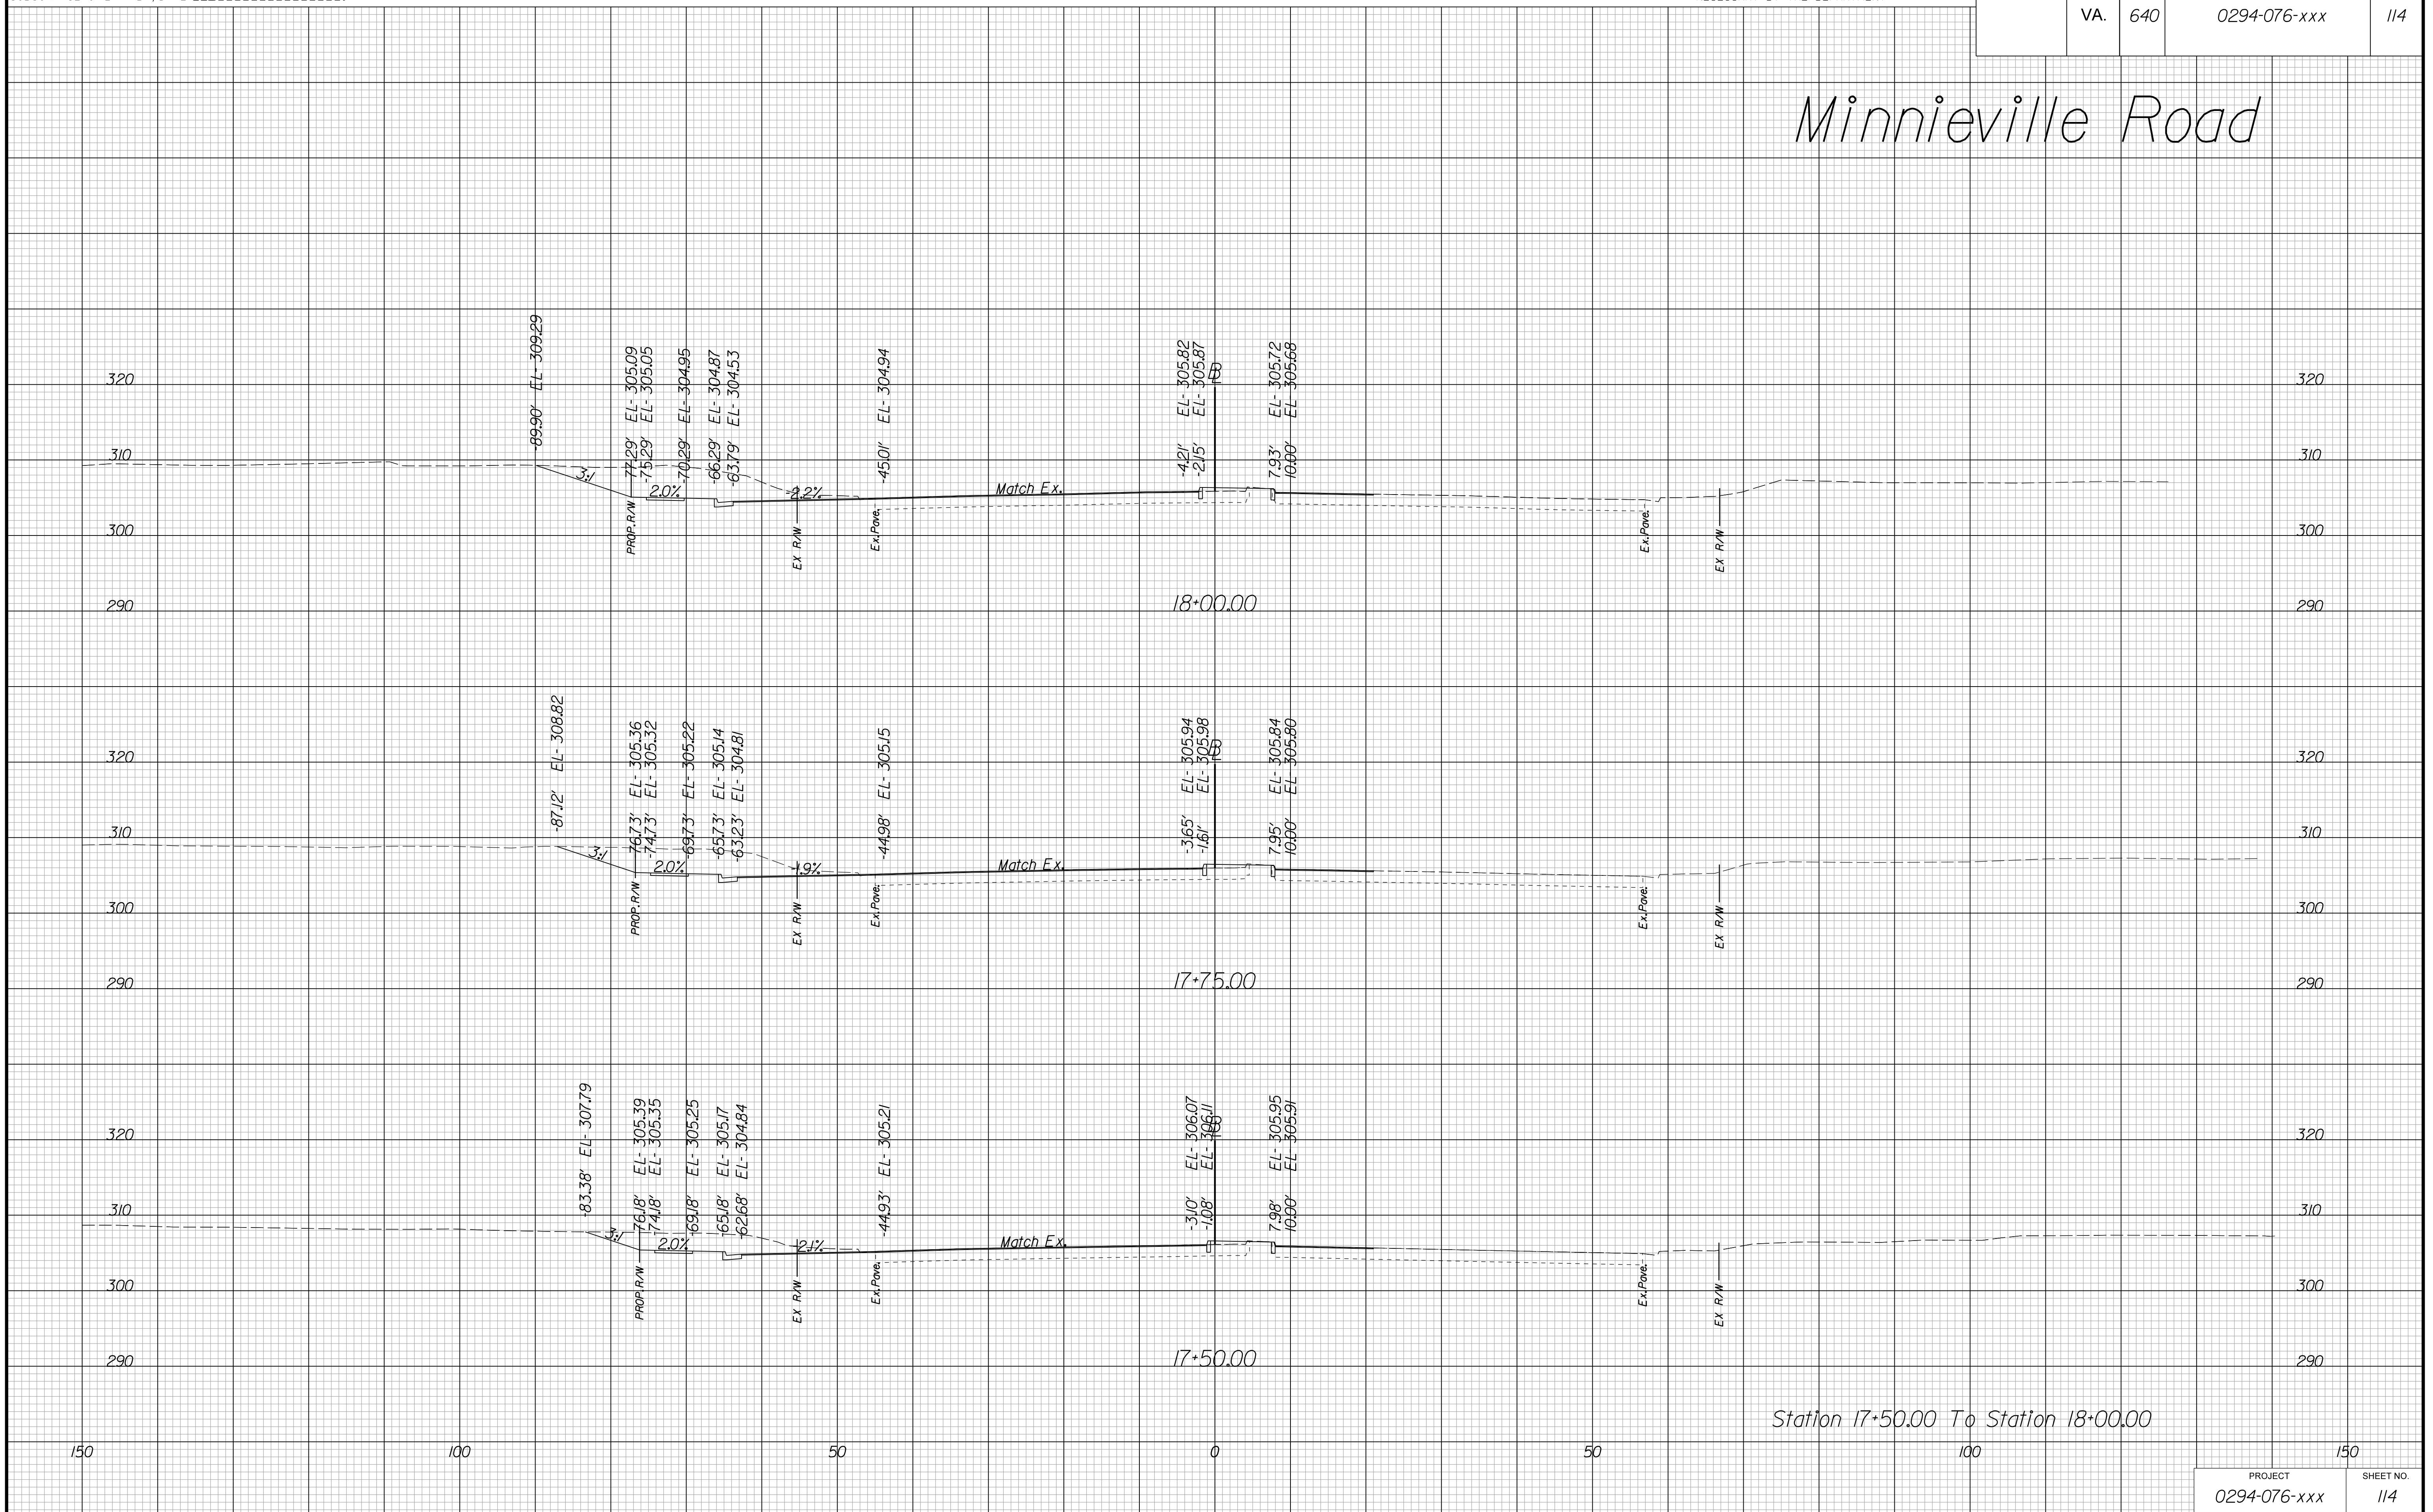 VA. 640 0294-076-xxx 114
Minnieville Road
-89.90' EL- 309.29
-77.29' EL- 305.09
-75.29' EL- 305.05
-70.29' EL- 304.95
-66.29' EL- 304.87
-63.79' EL- 304.53
-45.01' EL- 304.94
-4.21' EL- 305.82
-2.15' EL- 305.87
7.93' EL- 305.72
10.00' EL- 305.68
320 320
310 310
3:1 2.0% -2.2% Match Ex.
PROP. R/W EX R/W Ex.Pave. Ex.Pave. EX R/W
300 300
290 18+00.00 290
-87.12' EL- 308.82
-76.73' EL- 305.36
-74.73' EL- 305.32
-69.73' EL- 305.22
-65.73' EL- 305.14
-63.23' EL- 304.81
-44.98' EL- 305.15
-3.65' EL- 305.94
-1.61' EL- 305.98
7.95' EL- 305.84
10.00' EL- 305.80
320 320
310 310
3:1 2.0% -1.9% Match Ex.
PROP. R/W EX R/W Ex.Pave. Ex.Pave. EX R/W
300 300
290 17+75.00 290
-83.38' EL- 307.79
-76.18' EL- 305.39
-74.18' EL- 305.35
-69.18' EL- 305.25
-65.18' EL- 305.17
-62.68' EL- 304.84
-44.93' EL- 305.21
-3.10' EL- 306.07
-1.08' EL- 306.11
7.98' EL- 305.95
10.00' EL- 305.91
320 320
310 310
3:1 2.0% -2.1% Match Ex.
PROP. R/W EX R/W Ex.Pave. Ex.Pave. EX R/W
300 300
290 17+50.00 290
Station 17+50.00 To Station 18+00.00
150 100 50 0 50 100 150
PROJECT SHEET NO.
0294-076-xxx 114